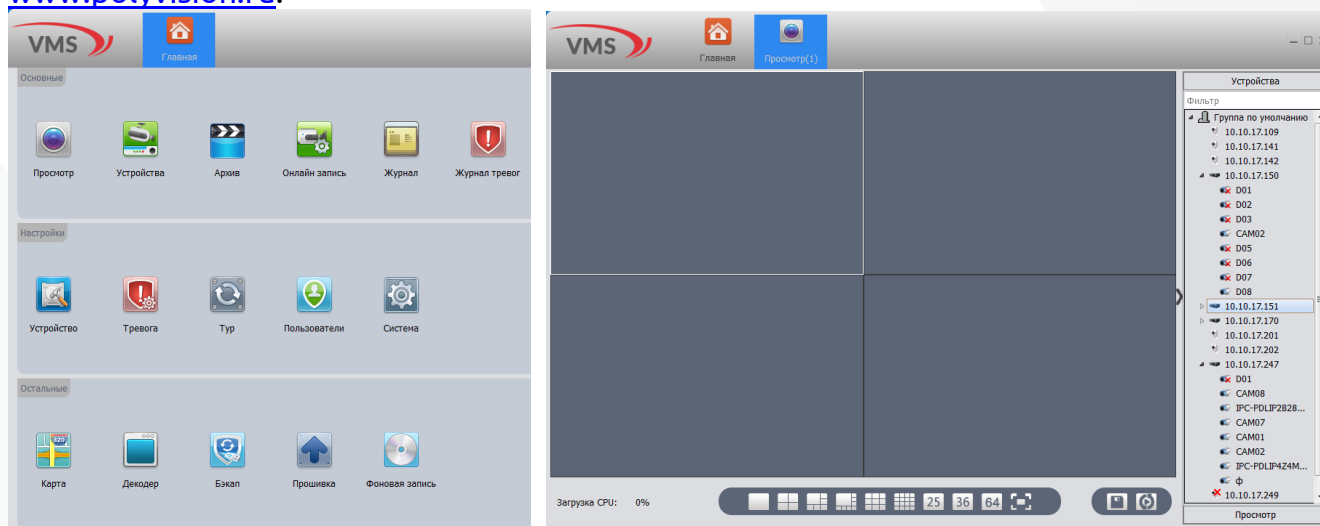 www.polyvision.ru.
VMS
Главная
Основные
Просмотр
Устройства
Архив
Онлайн запись
Журнал
Журнал тревог
Настройки
Устройство
Тревога
Тур
Пользователи
Система
Остальные
Карта
Декодер
Бэкап
Прошивка
Фоновая запись
VMS
Главная
Просмотр(1)
Устройства
Фильтр
Группа по умолчанию
10.10.17.109
10.10.17.141
10.10.17.142
10.10.17.150
D01
D02
D03
CAM02
D05
D06
D07
D08
10.10.17.151
10.10.17.170
10.10.17.201
10.10.17.202
10.10.17.247
D01
CAM08
IPC-PDLIP2B28...
CAM07
CAM01
CAM02
IPC-PDLIP4Z4M...
ф
10.10.17.249
Просмотр
Загрузка CPU: 0%
25 36 64